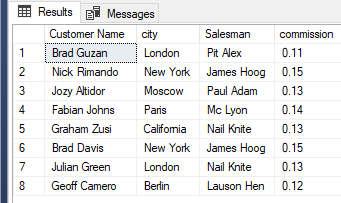 Results Messages
Customer Name city Salesman commission
1 Brad Guzan London Pit Alex 0.11
2 Nick Rimando New York James Hoog 0.15
3 Jozy Altidor Moscow Paul Adam 0.13
4 Fabian Johns Paris Mc Lyon 0.14
5 Graham Zusi California Nail Knite 0.13
6 Brad Davis New York James Hoog 0.15
7 Julian Green London Nail Knite 0.13
8 Geoff Camero Berlin Lauson Hen 0.12